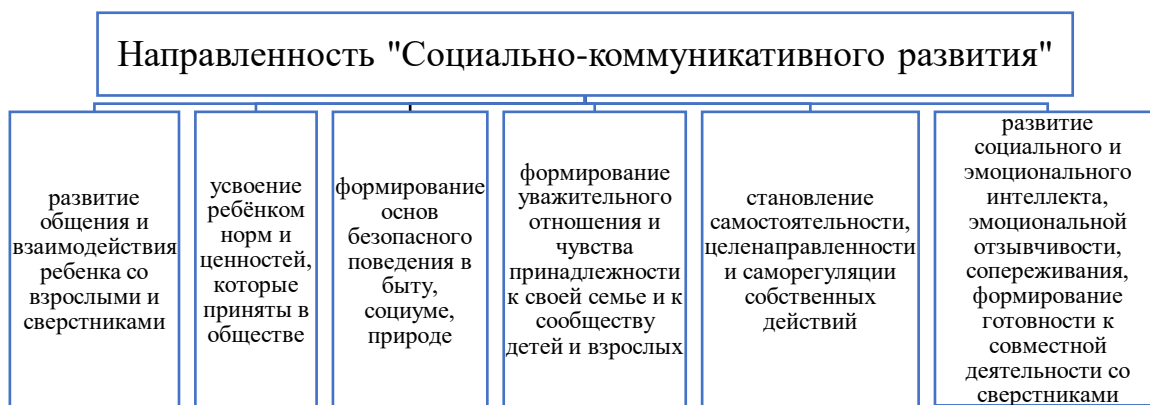 Направленность "Социально-коммуникативного развития"
развитие
общения и
взаимодействия
ребенка со
взрослыми и
сверстниками
усвоение
ребёнком
норм и
ценностей,
которые
приняты в
обществе
формирование
основ
безопасного
поведения в
быту,
социуме,
природе
формирование
уважительного
отношения и
чувства
принадлежности
к своей семье и к
сообществу
детей и взрослых
становление
самостоятельности,
целенаправленности
и саморегуляции
собственных
действий
развитие
социального и
эмоционального
интеллекта,
эмоциональной
отзывчивости,
сопереживания,
формирование
готовности к
совместной
деятельности со
сверстниками